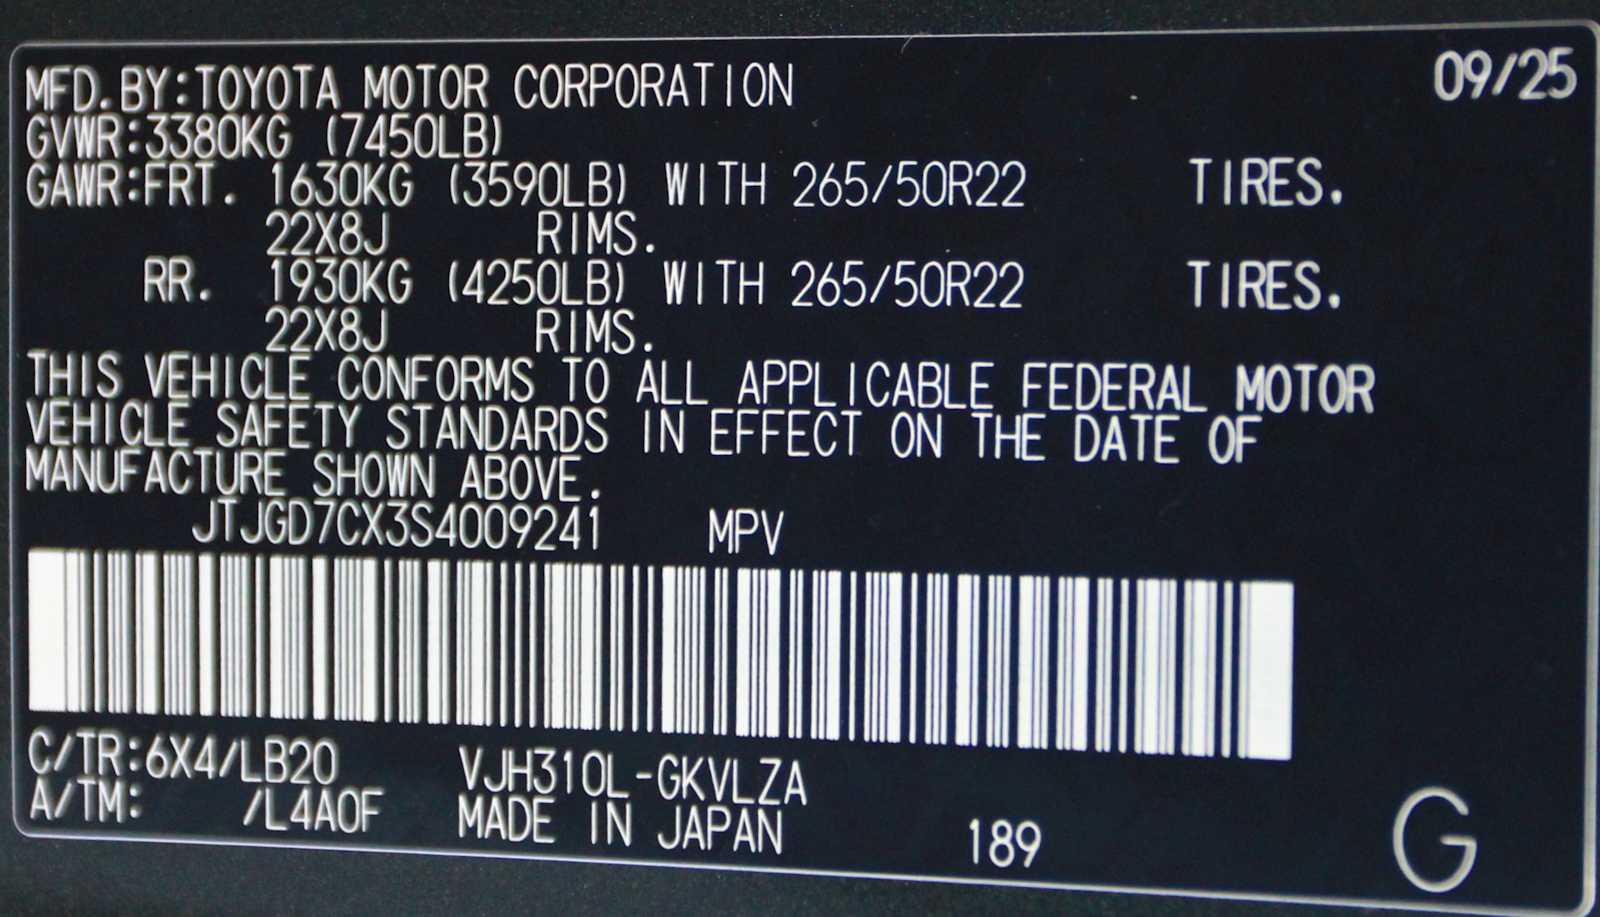 MFD.BY:TOYOTA MOTOR CORPORATION 09/25
GVWR:3380KG (7450LB)
GAWR:FRT. 1630KG (3590LB) WITH 265/50R22 TIRES.
22X8J RIMS.
RR. 1930KG (4250LB) WITH 265/50R22 TIRES.
22X8J RIMS.
THIS VEHICLE CONFORMS TO ALL APPLICABLE FEDERAL MOTOR
VEHICLE SAFETY STANDARDS IN EFFECT ON THE DATE OF
MANUFACTURE SHOWN ABOVE.
JTJGD7CX3S4009241 MPV
C/TR:6X4/LB20 VJH310L-GKVLZA
A/TM: /L4A0F MADE IN JAPAN 189 G